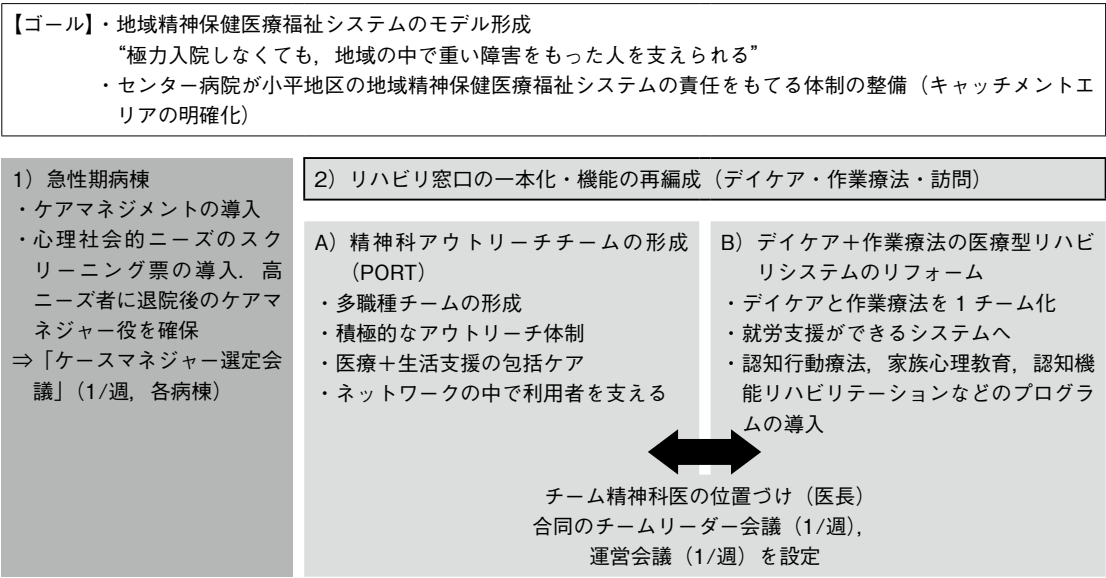 【ゴール】・地域精神保健医療福祉システムのモデル形成
“極力入院しなくても，地域の中で重い障害をもった人を支えられる”
・センター病院が小平地区の地域精神保健医療福祉システムの責任をもてる体制の整備（キャッチメントエ
リアの明確化）
1）急性期病棟
・ケアマネジメントの導入
・心理社会的ニーズのスク
リーニング票の導入．高
ニーズ者に退院後のケアマ
ネジャー役を確保
⇒「ケースマネジャー選定会
議」（1/週，各病棟）
2）リハビリ窓口の一本化・機能の再編成（デイケア・作業療法・訪問）
A）精神科アウトリーチチームの形成
（PORT）
・多職種チームの形成
・積極的なアウトリーチ体制
・医療＋生活支援の包括ケア
・ネットワークの中で利用者を支える
B）デイケア＋作業療法の医療型リハビ
リシステムのリフォーム
・デイケアと作業療法を 1 チーム化
・就労支援ができるシステムへ
・認知行動療法，家族心理教育，認知機
能リハビリテーションなどのプログラ
ムの導入
チーム精神科医の位置づけ（医長）
合同のチームリーダー会議（1/週），
運営会議（1/週）を設定